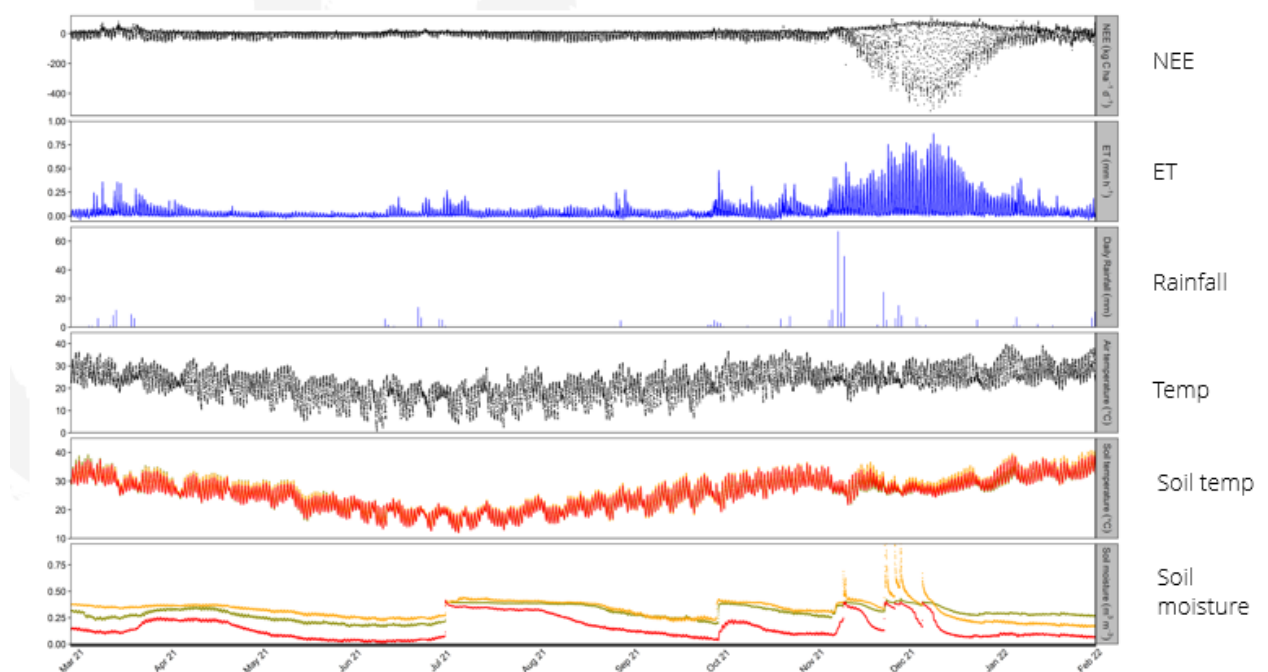 0
-200
-400
NEE (kg C ha⁻¹ d⁻¹)
NEE
1.00
0.75
0.50
0.25
0.00
ET (mm h⁻¹)
ET
60
40
20
0
Daily Rainfall (mm)
Rainfall
40
30
20
10
0
Air temperature (°C)
Temp
40
30
20
10
Soil temperature (°C)
Soil temp
0.75
0.50
0.25
0.00
Soil moisture (m³ m⁻³)
Soil
moisture
Mar 21
Apr 21
May 21
Jun 21
Jul 21
Aug 21
Sep 21
Oct 21
Nov 21
Dec 21
Jan 22
Feb 22